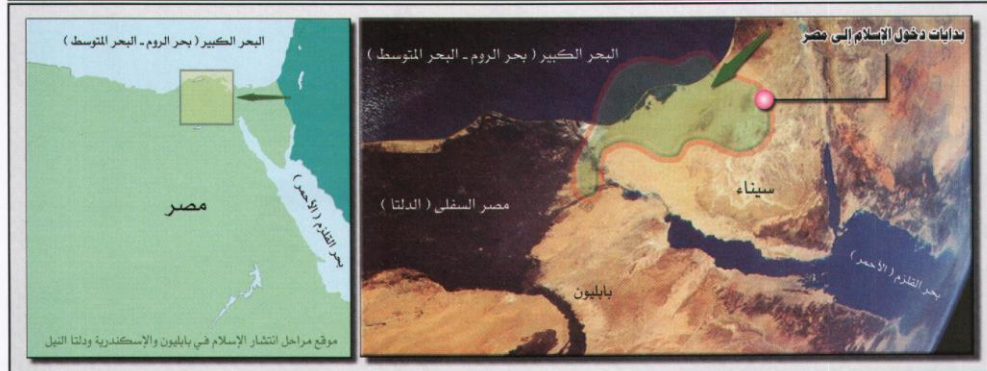 بدايات دخول الإسلام إلى مصر
البحر الكبير ( بحر الروم ـ البحر المتوسط )
سيناء
مصر السفلى ( الدلتا )
بحر القلزم ( الأحمر )
بابليون
البحر الكبير ( بحر الروم ـ البحر المتوسط )
مصر
بحر القلزم ( الأحمر )
موقع مراحل انتشار الإسلام في بابليون والإسكندرية ودلتا النيل